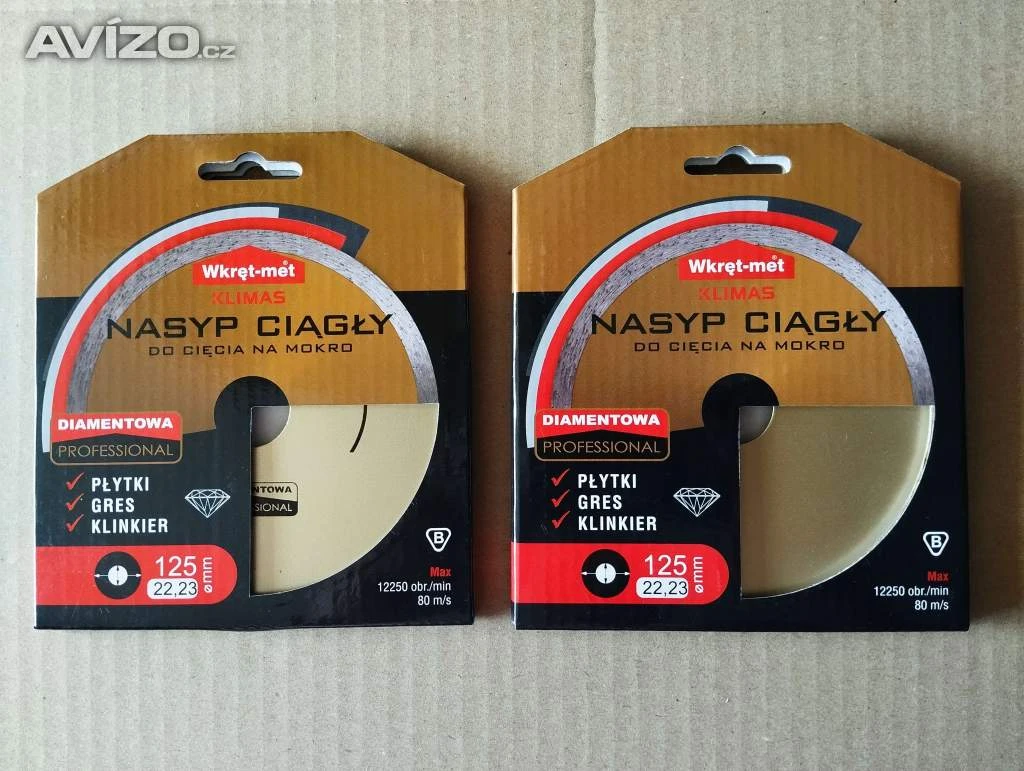 AVÍZO.cz
Wkręt-met
KLIMAS
NASYP CIĄGŁY
DO CIĘCIA NA MOKRO
DIAMENTOWA
PROFESSIONAL
PŁYTKI
GRES
KLINKIER
NTOWA
SIONAL
B
125
22,23
ø mm
Max
12250 obr./min
80 m/s
Wkręt-met
KLIMAS
NASYP CIĄGŁY
DO CIĘCIA NA MOKRO
DIAMENTOWA
PROFESSIONAL
PŁYTKI
GRES
KLINKIER
B
125
22,23
ø mm
Max
12250 obr./min
80 m/s